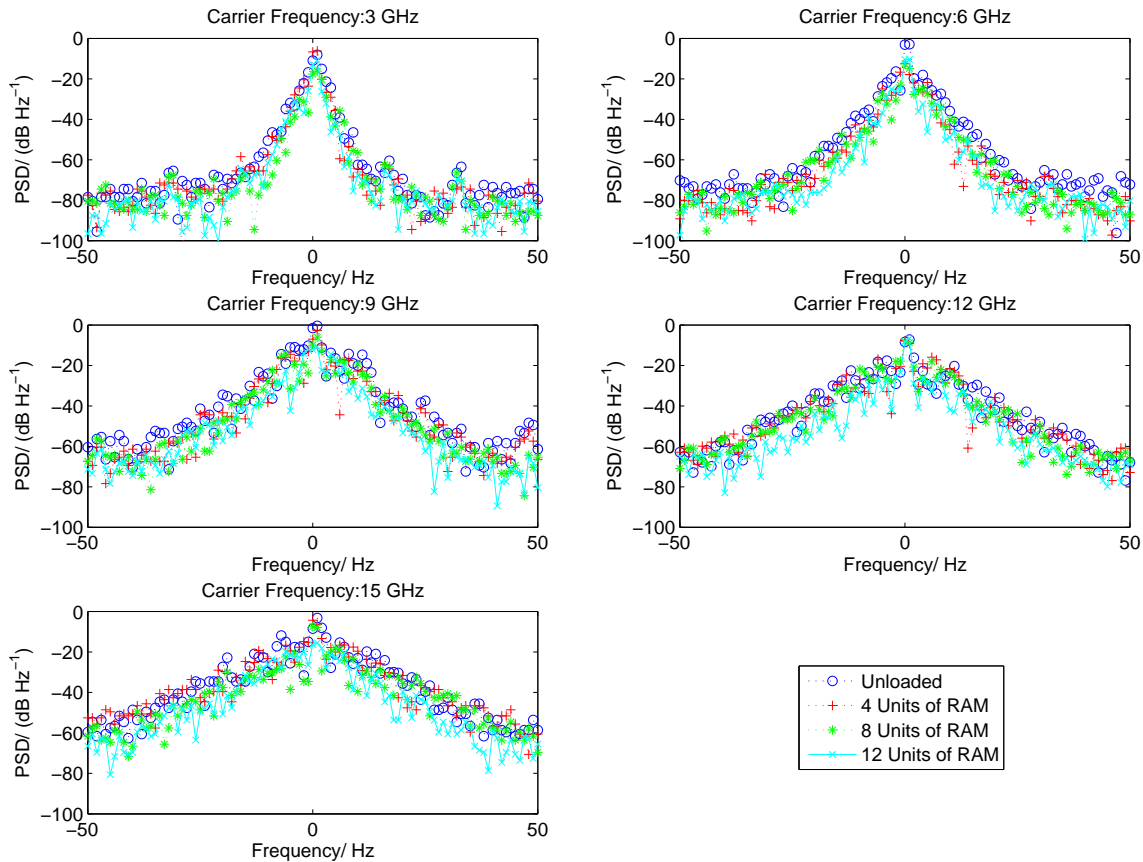 Carrier Frequency:3 GHz
0
−20
−40
−60
−80
−100
−50
0
50
PSD/ (dB Hz⁻¹)
Frequency/ Hz
Carrier Frequency:6 GHz
0
−20
−40
−60
−80
−100
−50
0
50
PSD/ (dB Hz⁻¹)
Frequency/ Hz
Carrier Frequency:9 GHz
0
−20
−40
−60
−80
−100
−50
0
50
PSD/ (dB Hz⁻¹)
Frequency/ Hz
Carrier Frequency:12 GHz
0
−20
−40
−60
−80
−100
−50
0
50
PSD/ (dB Hz⁻¹)
Frequency/ Hz
Carrier Frequency:15 GHz
0
−20
−40
−60
−80
−100
−50
0
50
PSD/ (dB Hz⁻¹)
Frequency/ Hz
Unloaded
4 Units of RAM
8 Units of RAM
12 Units of RAM